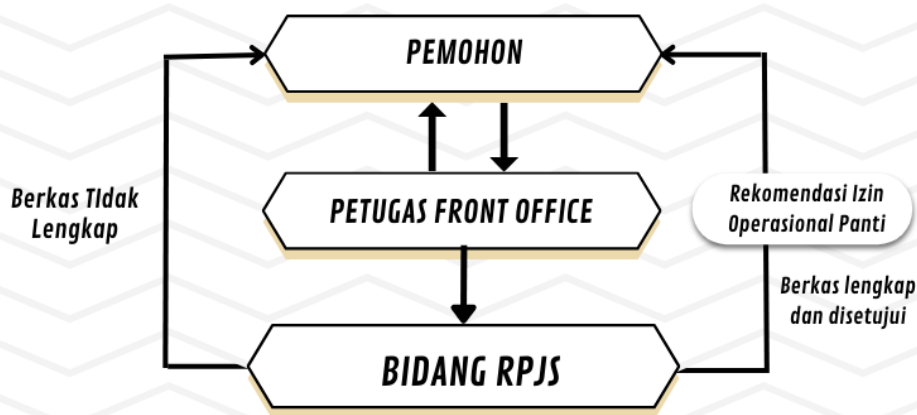 PEMOHON
Berkas TIdak
Lengkap
PETUGAS FRONT OFFICE
Rekomendasi Izin
Operasional Panti
Berkas lengkap
dan disetujui
BIDANG RPJS